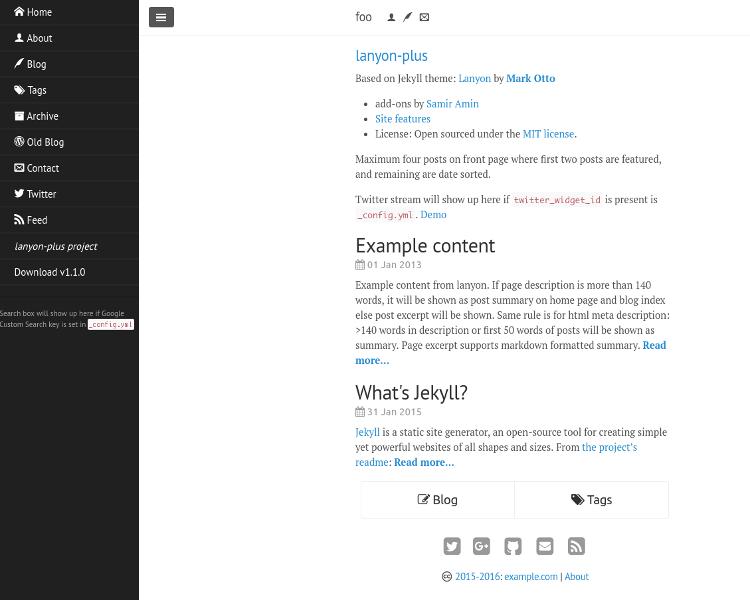 Home
About
Blog
Tags
Archive
Old Blog
Contact
Twitter
Feed
lanyon-plus project
Download v1.1.0
Search box will show up here if Google
Custom Search key is set in _config.yml
foo
lanyon-plus
Based on Jekyll theme: Lanyon by Mark Otto
• add-ons by Samir Amin
• Site features
• License: Open sourced under the MIT license.
Maximum four posts on front page where first two posts are featured,
and remaining are date sorted.
Twitter stream will show up here if twitter_widget_id is present is
_config.yml. Demo
Example content
01 Jan 2013
Example content from lanyon. If page description is more than 140
words, it will be shown as post summary on home page and blog index
else post excerpt will be shown. Same rule is for html meta description:
>140 words in description or first 50 words of posts will be shown as
summary. Page excerpt supports markdown formatted summary. Read
more...
What's Jekyll?
31 Jan 2015
Jekyll is a static site generator, an open-source tool for creating simple
yet powerful websites of all shapes and sizes. From the project's
readme: Read more...
Blog
Tags
2015-2016: example.com | About